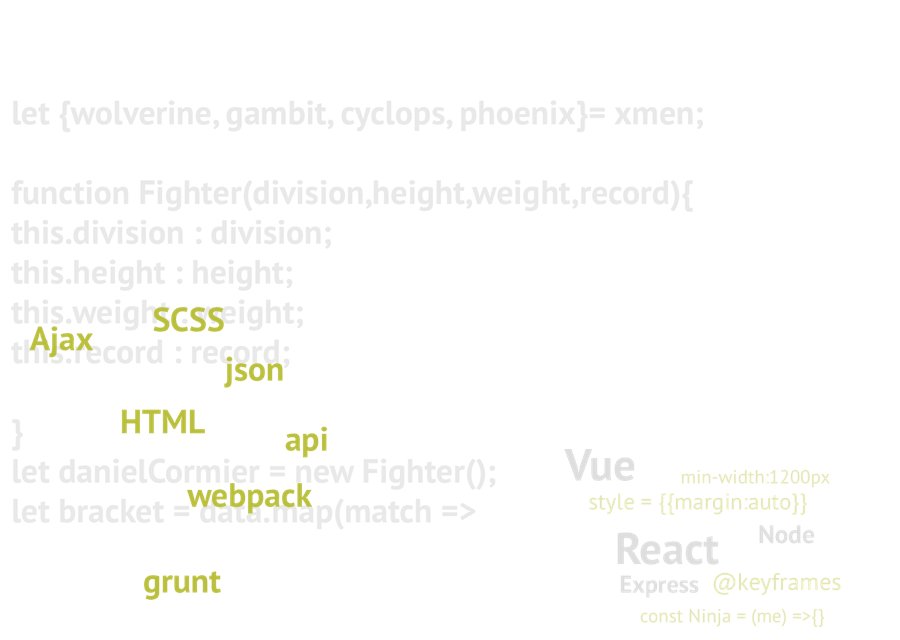 let {wolverine, gambit, cyclops, phoenix}= xmen;
function Fighter(division,height,weight,record){
this.division : division;
this.height : height;
this.weight : weight;
SCSS
Ajax
this.record : record;
json
HTML
}
api
let danielCormier = new Fighter();
webpack
let bracket = data.map(match =>
grunt
Vue
min-width:1200px
style = {{margin:auto}}
Node
React
Express
@keyframes
const Ninja = (me) =>{}